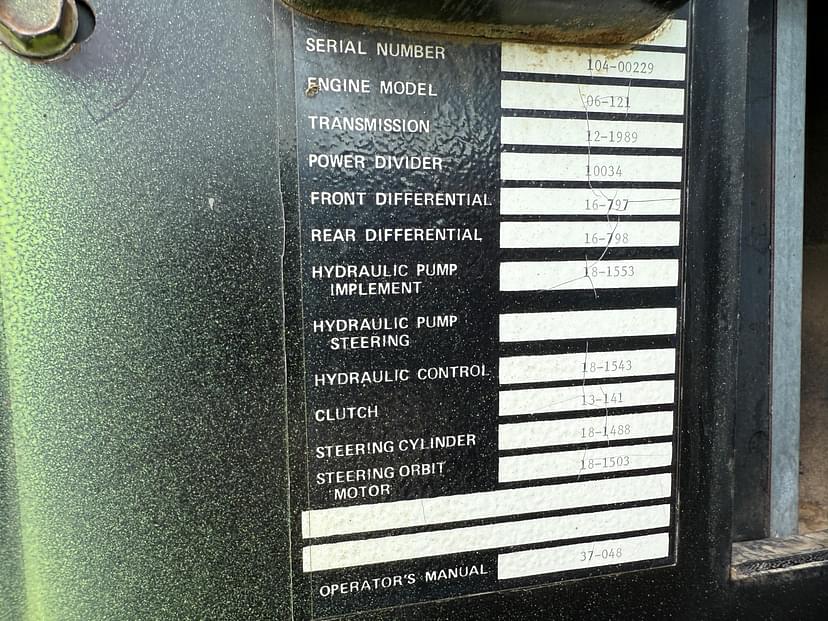 SERIAL NUMBER 104-00229
ENGINE MODEL 06-121
TRANSMISSION 12-1989
POWER DIVIDER 10034
FRONT DIFFERENTIAL 16-797
REAR DIFFERENTIAL 16-798
HYDRAULIC PUMP 18-1553
IMPLEMENT
HYDRAULIC PUMP
STEERING
HYDRAULIC CONTROL 18-1543
CLUTCH 13-141
STEERING CYLINDER 18-1488
STEERING ORBIT 18-1503
MOTOR
OPERATOR'S MANUAL 37-048